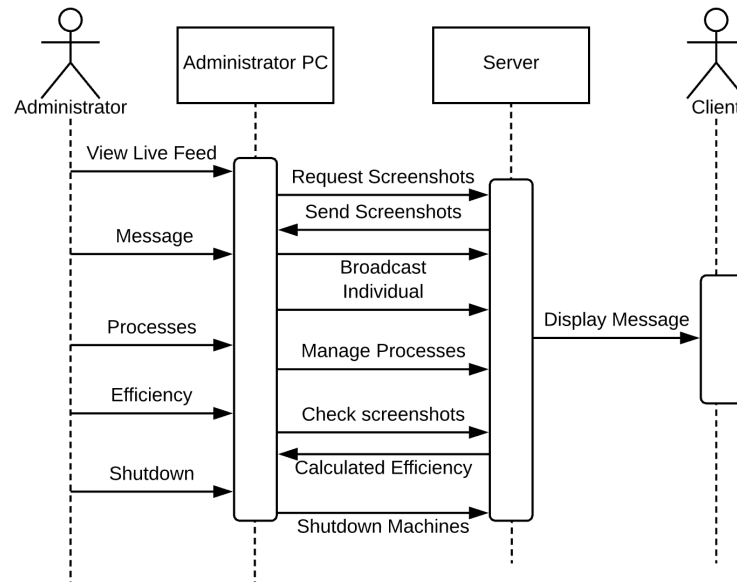 Administrator PC
Server
Administrator
Client
View Live Feed
Request Screenshots
Send Screenshots
Message
Broadcast
Individual
Display Message
Processes
Manage Processes
Efficiency
Check screenshots
Calculated Efficiency
Shutdown
Shutdown Machines